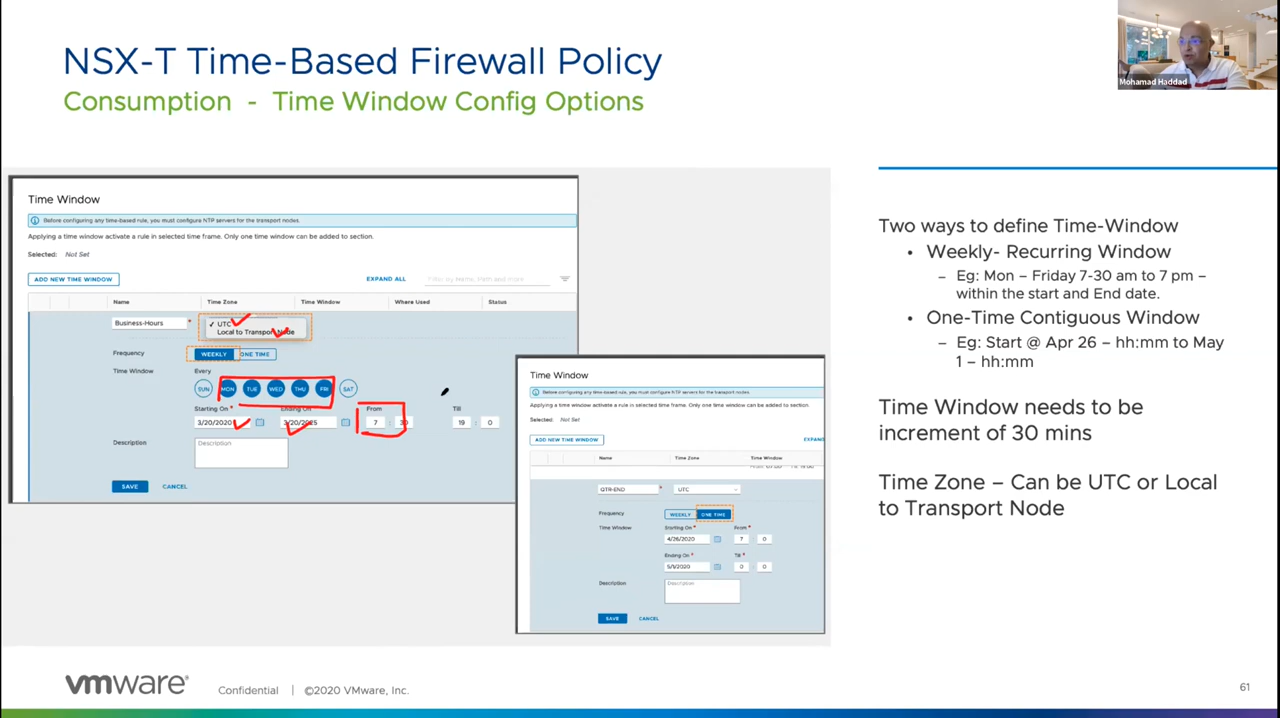 NSX-T Time-Based Firewall Policy
Consumption - Time Window Config Options
Mohamad Haddad
Time Window
Before configuring any time-based rule, you must configure NTP servers for the transport nodes.
Applying a time window activate a rule in selected time frame. Only one time window can be added to section.
Selected: Not Set
ADD NEW TIME WINDOW EXPAND ALL Filter by Name, Path and more
Name Time Zone Time Window Where Used Status
Business-Hours * ✓ UTC
Local to Transport Node
Frequency WEEKLY ONE TIME
Time Window Every
SUN MON TUE WED THU FRI SAT
Starting On * Ending On From Till
3/20/2020 3/20/2025 7 : 30 19 0
Description Description
SAVE CANCEL
Time Window
Before configuring any time-based rule, you must configure NTP servers for the transport nodes.
Applying a time window activate a rule in selected time frame. Only one time window can be added to section.
Selected: Not Set
ADD NEW TIME WINDOW EXPAND
Name Time Zone Time Window
QTR-END * UTC
Frequency WEEKLY ONE TIME
Time Window Starting On * From *
4/26/2020 7 0
Ending On * Till *
5/1/2020 0 0
Description Description
SAVE CANCEL
Two ways to define Time-Window
• Weekly- Recurring Window
– Eg: Mon – Friday 7-30 am to 7 pm –
within the start and End date.
• One-Time Contiguous Window
– Eg: Start @ Apr 26 – hh:mm to May
1 – hh:mm
Time Window needs to be
increment of 30 mins
Time Zone – Can be UTC or Local
to Transport Node
vmware® Confidential | ©2020 VMware, Inc.
61